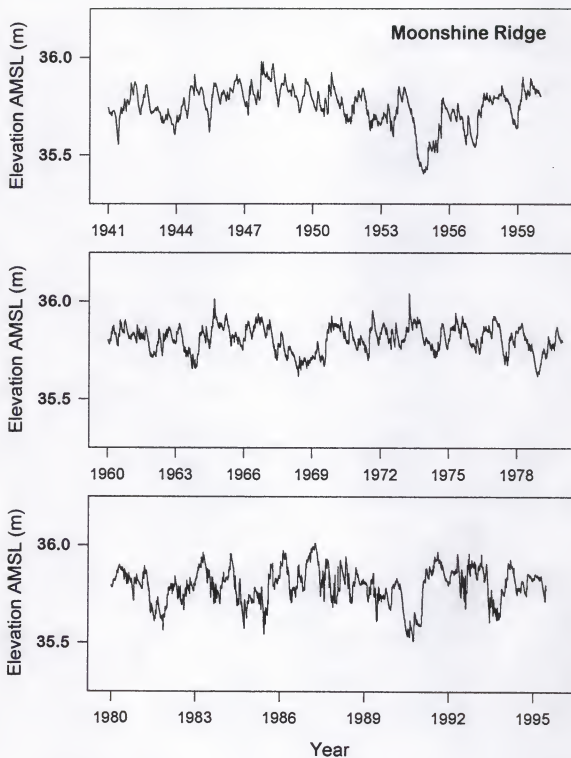 Moonshine Ridge
Elevation AMSL (m)
36.0
35.5
1941 1944 1947 1950 1953 1956 1959
Elevation AMSL (m)
36.0
35.5
1960 1963 1966 1969 1972 1975 1978
Elevation AMSL (m)
36.0
35.5
1980 1983 1986 1989 1992 1995
Year